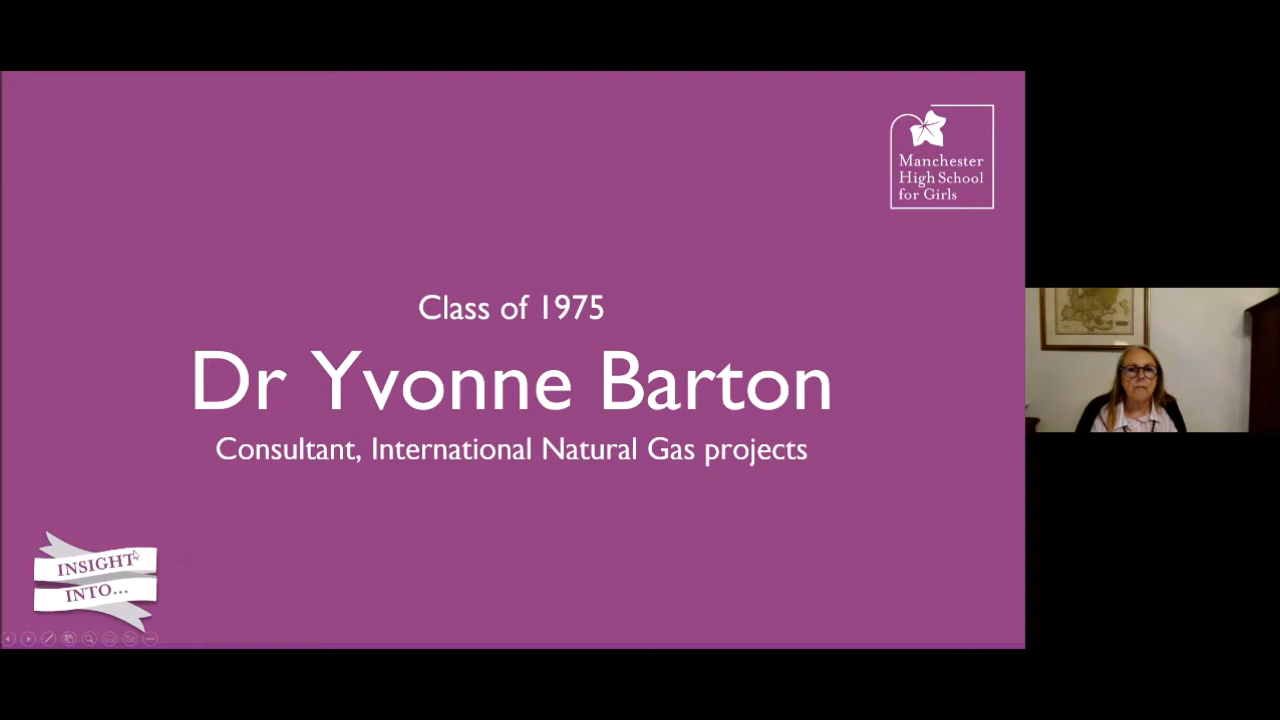 Manchester
High School
for Girls
Class of 1975
Dr Yvonne Barton
Consultant, International Natural Gas projects
INSIGHT
INTO...